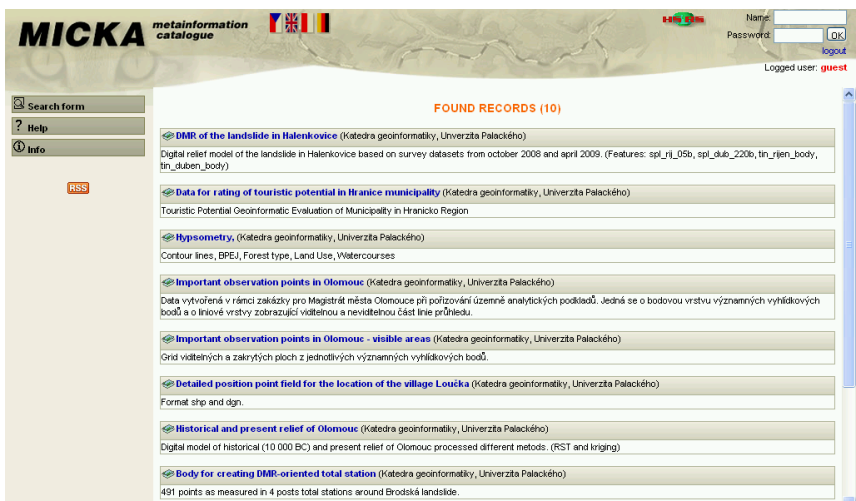 MICKA metainformation catalogue
HS RS
Name:
Password: OK
logout
Logged user: guest
Search form
? Help
Info
RSS
FOUND RECORDS (10)
DMR of the landslide in Halenkovice (Katedra geoinformatiky, Unverzita Palackého)
Digital relief model of the landslide in Halenkovice based on survey datasets from october 2008 and april 2009. (Features: spl_rij_05b, spl_dub_220b, tin_rijen_body,
tin_duben_body)
Data for rating of touristic potential in Hranice municipality (Katedra geoinformatiky, Univerzita Palackého)
Touristic Potential Geoinformatic Evaluation of Municipality in Hranicko Region
Hypsometry, (Katedra geoinformatiky, Univerzita Palackého)
Contour lines, BPEJ, Forest type, Land Use, Watercourses
Important observation points in Olomouc (Katedra geoinformatiky, Univerzita Palackého)
Data vytvořená v rámci zakázky pro Magistrát města Olomouce při pořizování územně analytických podkladů. Jedná se o bodovou vrstvu významných vyhlídkových
bodů a o liniové vrstvy zobrazující viditelnou a neviditelnou část linie průhledu.
Important observation points in Olomouc - visible areas (Katedra geoinformatiky, Univerzita Palackého)
Grid viditelných a zakrytých ploch z jednotlivých významných vyhlídkových bodů.
Detailed position point field for the location of the village Loučka (Katedra geoinformatiky, Univerzita Palackého)
Format shp and dgn.
Historical and present relief of Olomouc (Katedra geoinformatiky, Univerzita Palackého)
Digital model of historical (10 000 BC) and present relief of Olomouc processed different metods. (RST and kriging)
Body for creating DMR-oriented total station (Katedra geoinformatiky, Univerzita Palackého)
491 points as measured in 4 posts total stations around Brodská landslide.